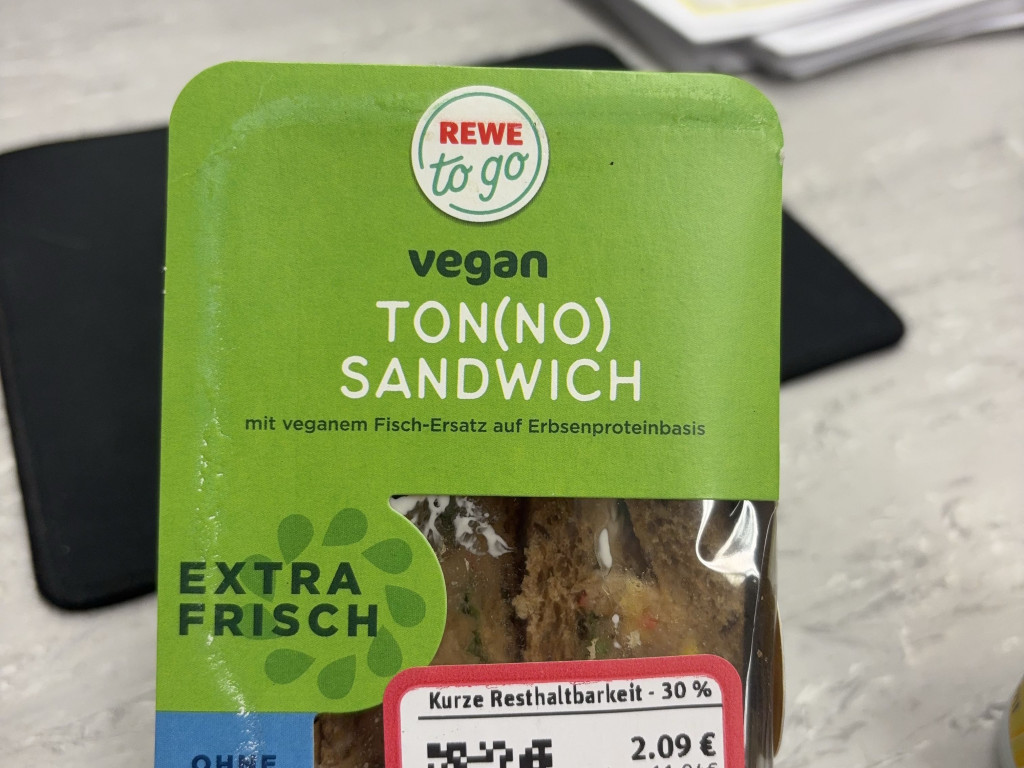 REWE
to go
vegan
TON(NO)
SANDWICH
mit veganem Fisch-Ersatz auf Erbsenproteinbasis
EXTRA
FRISCH
Kurze Resthaltbarkeit - 30 %
2.09 €
OHNE